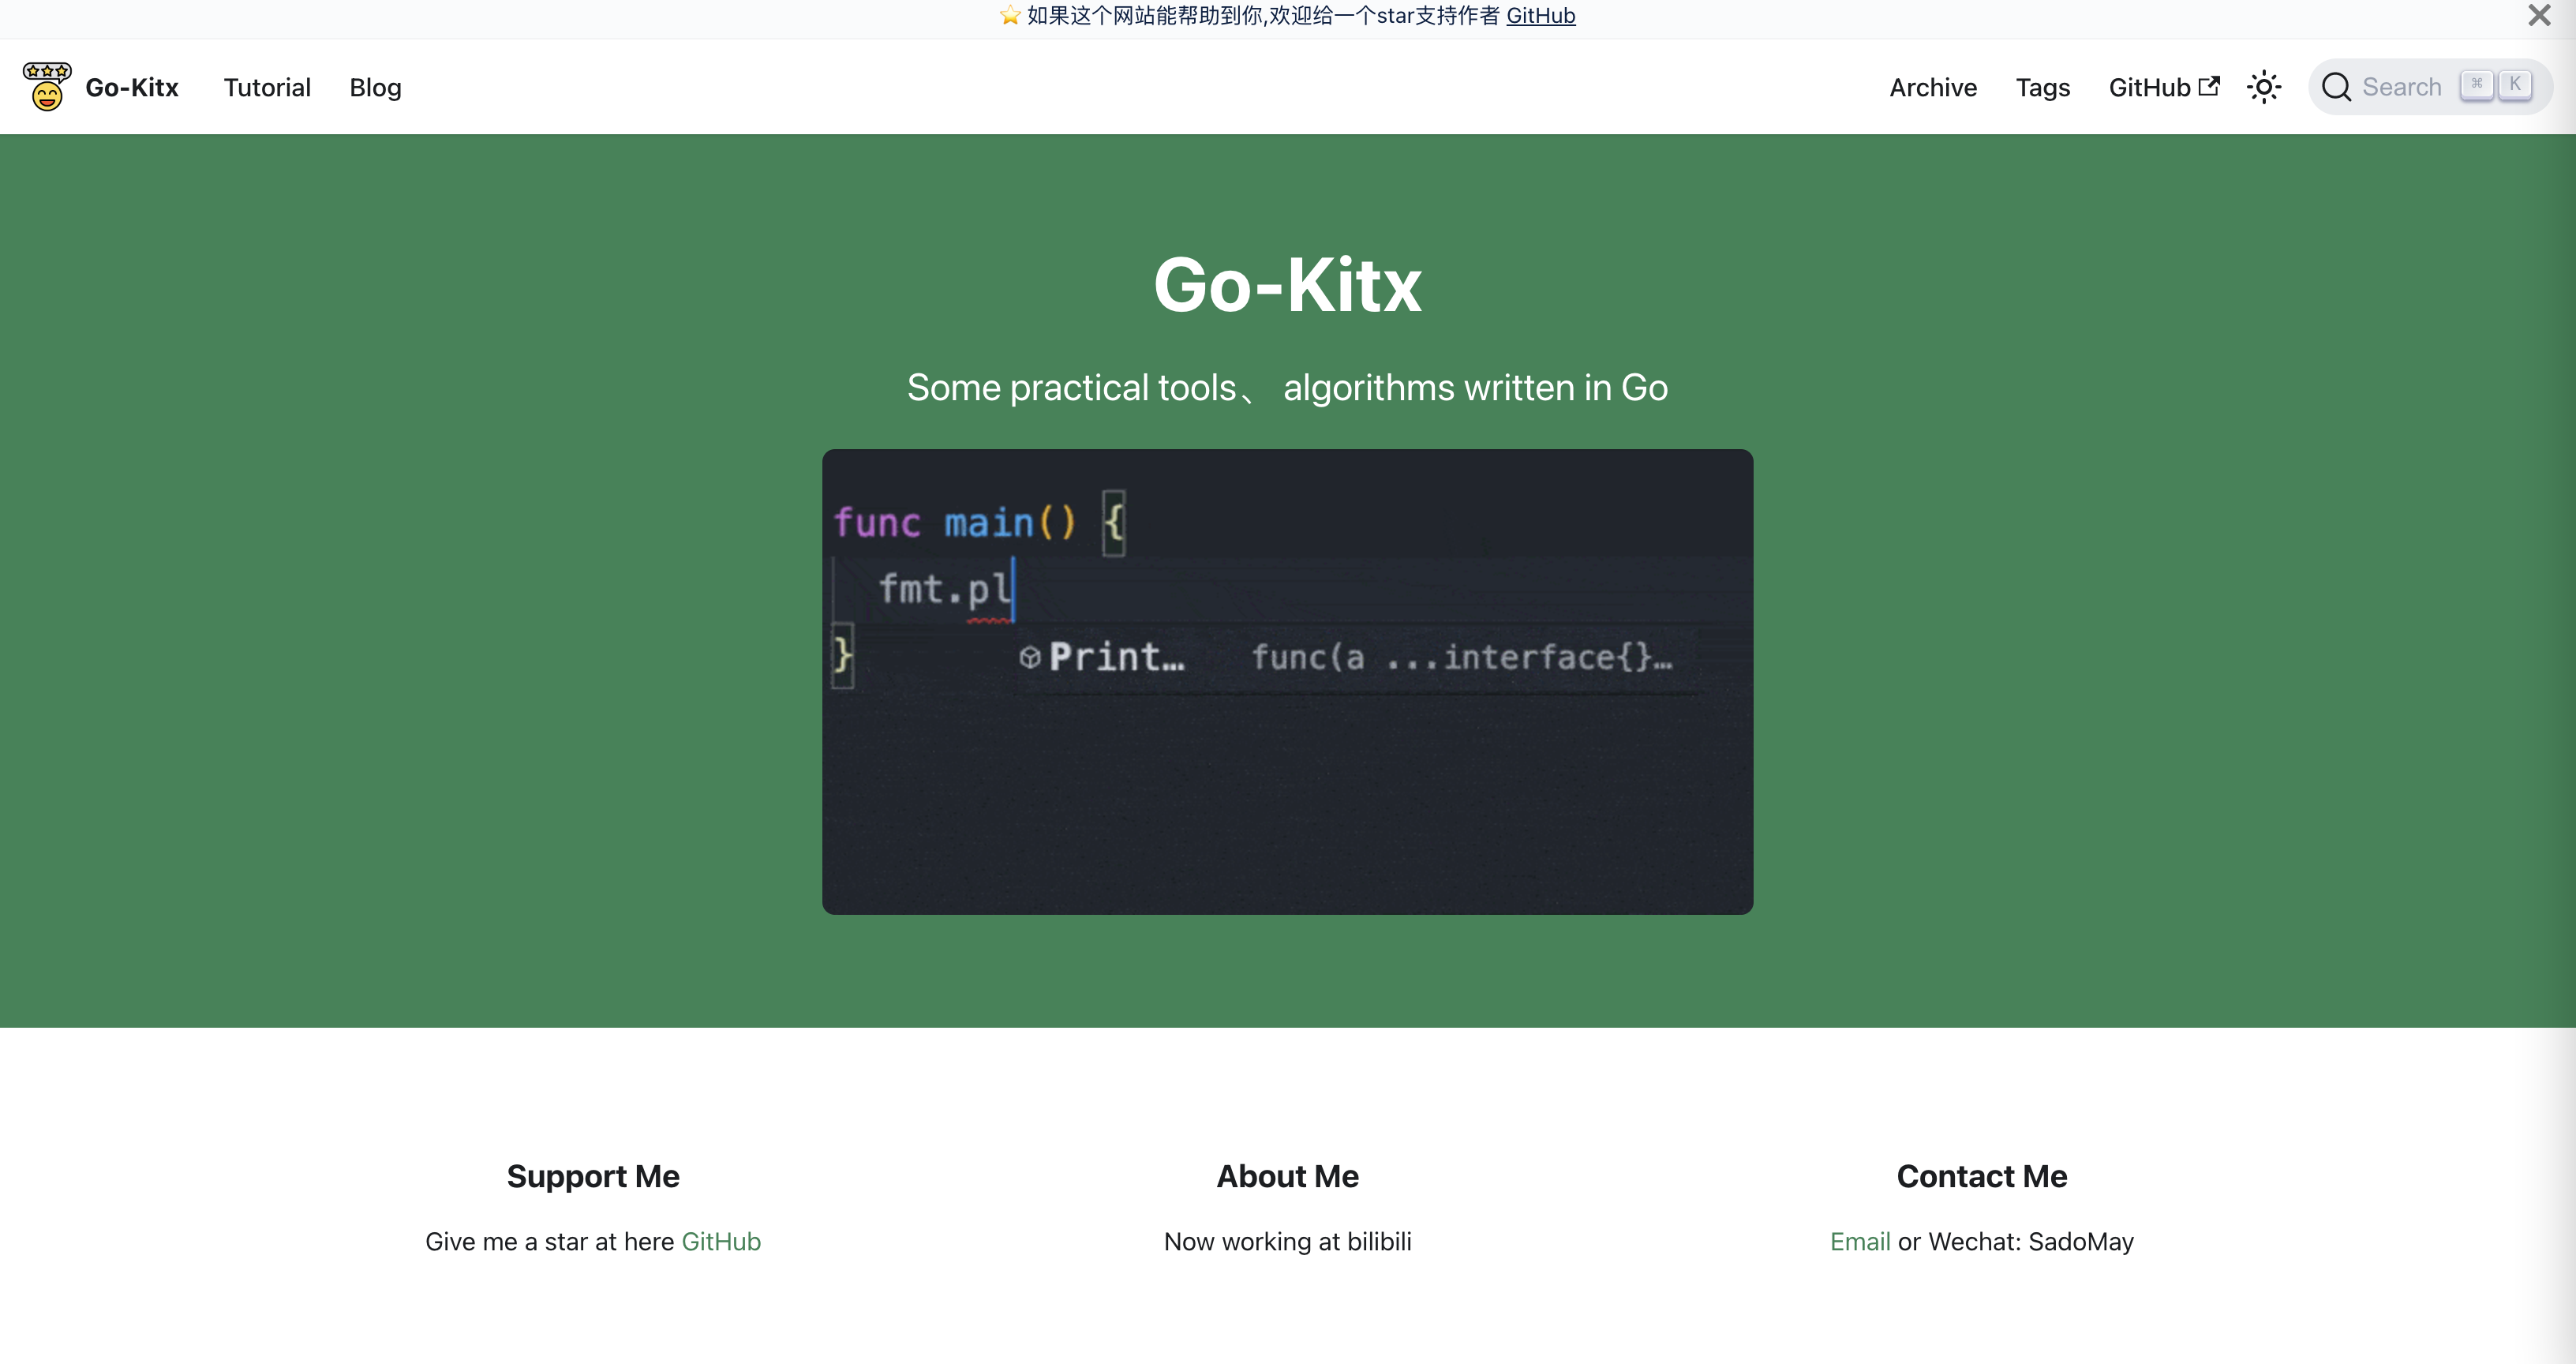 ⭐️ 如果这个网站能帮助到你,欢迎给一个star支持作者 GitHub
Go-Kitx Tutorial Blog Archive Tags GitHub Search ⌘ K
Go-Kitx
Some practical tools、 algorithms written in Go
func main() {
fmt.pl
} Print… func(a ...interface{}…
Support Me About Me Contact Me
Give me a star at here GitHub Now working at bilibili Email or Wechat: SadoMay